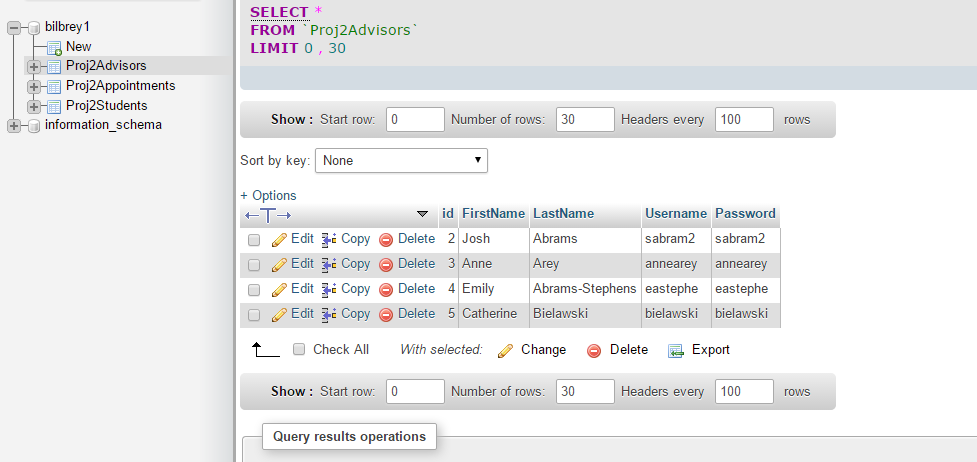 bilbrey1
New
Proj2Advisors
Proj2Appointments
Proj2Students
information_schema
SELECT *
FROM `Proj2Advisors`
LIMIT 0 , 30
Show : Start row: 0 Number of rows: 30 Headers every 100 rows
Sort by key: None
+ Options
←T→ id FirstName LastName Username Password
Edit Copy Delete 2 Josh Abrams sabram2 sabram2
Edit Copy Delete 3 Anne Arey annearey annearey
Edit Copy Delete 4 Emily Abrams-Stephens eastephe eastephe
Edit Copy Delete 5 Catherine Bielawski bielawski bielawski
Check All With selected: Change Delete Export
Show : Start row: 0 Number of rows: 30 Headers every 100 rows
Query results operations